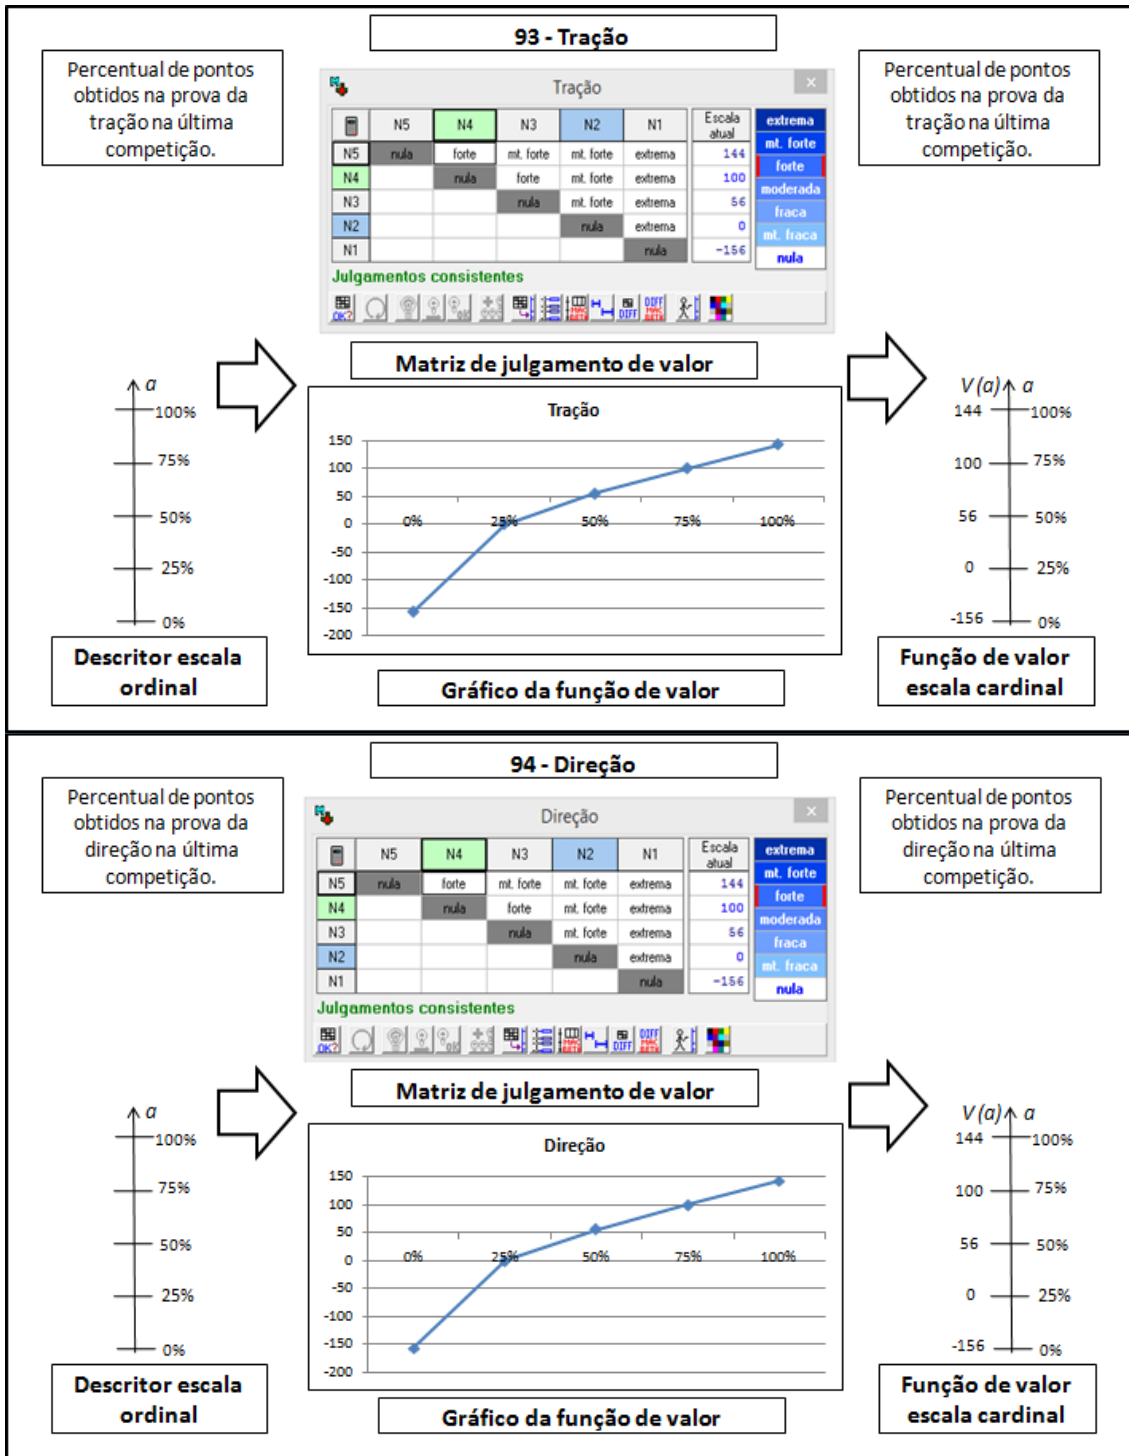 93 - Tração
Percentual de pontos
obtidos na prova da
tração na última
competição.
Tração
N5 N4 N3 N2 N1 Escala atual
N5 nula forte mt. forte mt. forte extrema 144
N4 nula forte mt. forte extrema 100
N3 nula mt. forte extrema 56
N2 nula extrema 0
N1 nula -156
extrema
mt. forte
forte
moderada
fraca
mt. fraca
nula
Julgamentos consistentes
Percentual de pontos
obtidos na prova da
tração na última
competição.
Matriz de julgamento de valor
a
100%
75%
50%
25%
0%
Descritor escala
ordinal
Tração
150
100
50
0
-50
-100
-150
-200
0% 25% 50% 75% 100%
Gráfico da função de valor
V(a) a
144 100%
100 75%
56 50%
0 25%
-156 0%
Função de valor
escala cardinal
94 - Direção
Percentual de pontos
obtidos na prova da
direção na última
competição.
Direção
N5 N4 N3 N2 N1 Escala atual
N5 nula forte mt. forte mt. forte extrema 144
N4 nula forte mt. forte extrema 100
N3 nula mt. forte extrema 56
N2 nula extrema 0
N1 nula -156
extrema
mt. forte
forte
moderada
fraca
mt. fraca
nula
Julgamentos consistentes
Percentual de pontos
obtidos na prova da
direção na última
competição.
Matriz de julgamento de valor
a
100%
75%
50%
25%
0%
Descritor escala
ordinal
Direção
150
100
50
0
-50
-100
-150
-200
0% 25% 50% 75% 100%
Gráfico da função de valor
V(a) a
144 100%
100 75%
56 50%
0 25%
-156 0%
Função de valor
escala cardinal